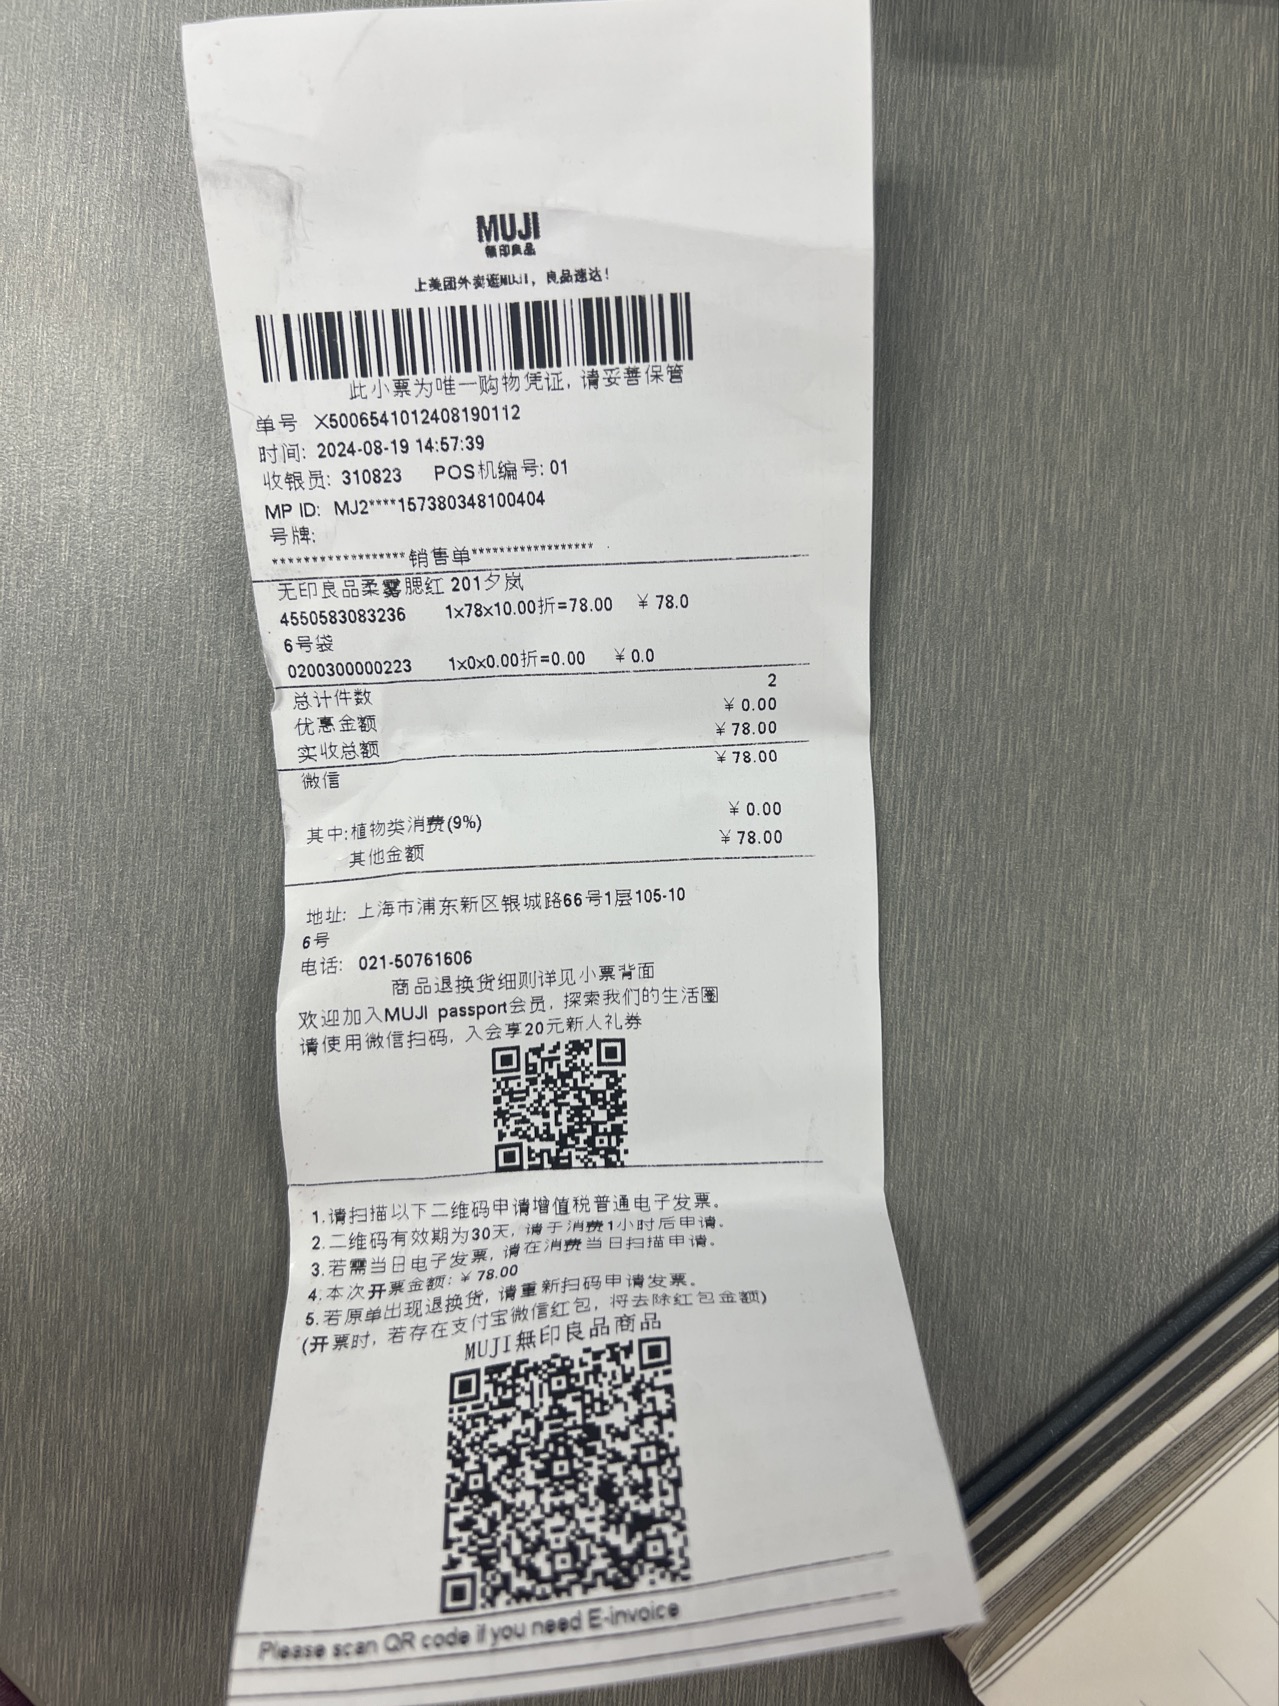 MUJI
無印良品
上美团外卖逛MUJI，良品速达！
此小票为唯一购物凭证，请妥善保管
单号 X5006541012408190112
时间: 2024-08-19 14:57:39
收银员: 310823 POS机编号: 01
MP ID: MJ2****157380348100404
号牌:
*****************销售单****************
无印良品柔雾腮红 201夕岚
4550583083236 1x78x10.00折=78.00 ￥78.0
6号袋
0200300000223 1x0x0.00折=0.00 ￥0.0
总计件数 2
优惠金额 ￥0.00
实收总额 ￥78.00
微信 ￥78.00
其中:植物类消费(9%) ￥0.00
其他金额 ￥78.00
地址: 上海市浦东新区银城路66号1层105-10
6号
电话: 021-50761606
商品退换货细则详见小票背面
欢迎加入MUJI passport会员, 探索我们的生活圈
请使用微信扫码, 入会享20元新人礼券
1.请扫描以下二维码申请增值税普通电子发票。
2.二维码有效期为30天, 请于消费1小时后申请.
3.若需当日电子发票, 请在消费当日扫描申请。
4;本次开票金额: ￥78.00
5.若原单出现退换货, 请重新扫码申请发票。
(开票时, 若存在支付宝微信红包, 将去除红包金额)
MUJI無印良品商品
Please scan QR code if you need E-invoice